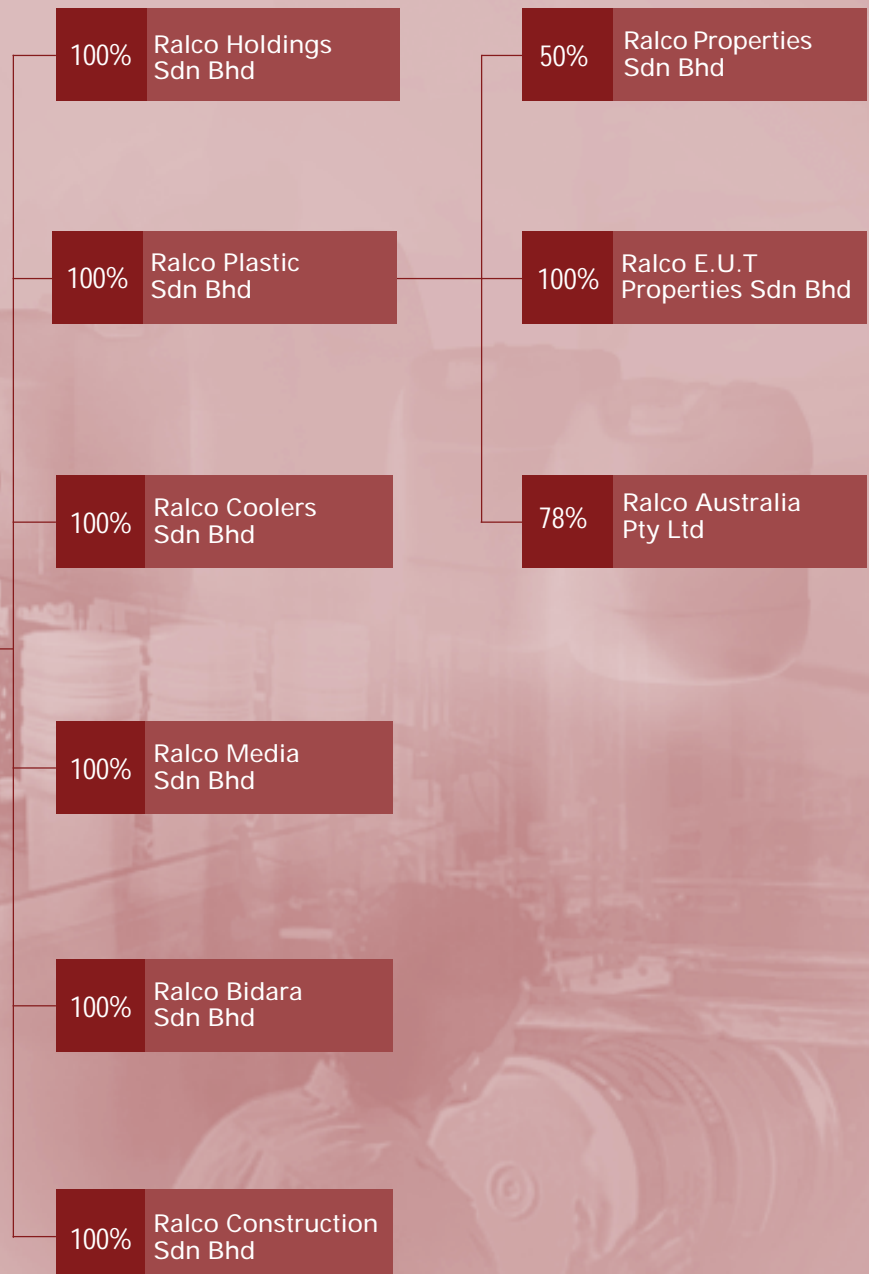 100%
Ralco Holdings
Sdn Bhd
50%
Ralco Properties
Sdn Bhd
100%
Ralco Plastic
Sdn Bhd
100%
Ralco E.U.T
Properties Sdn Bhd
100%
Ralco Coolers
Sdn Bhd
78%
Ralco Australia
Pty Ltd
100%
Ralco Media
Sdn Bhd
100%
Ralco Bidara
Sdn Bhd
100%
Ralco Construction
Sdn Bhd